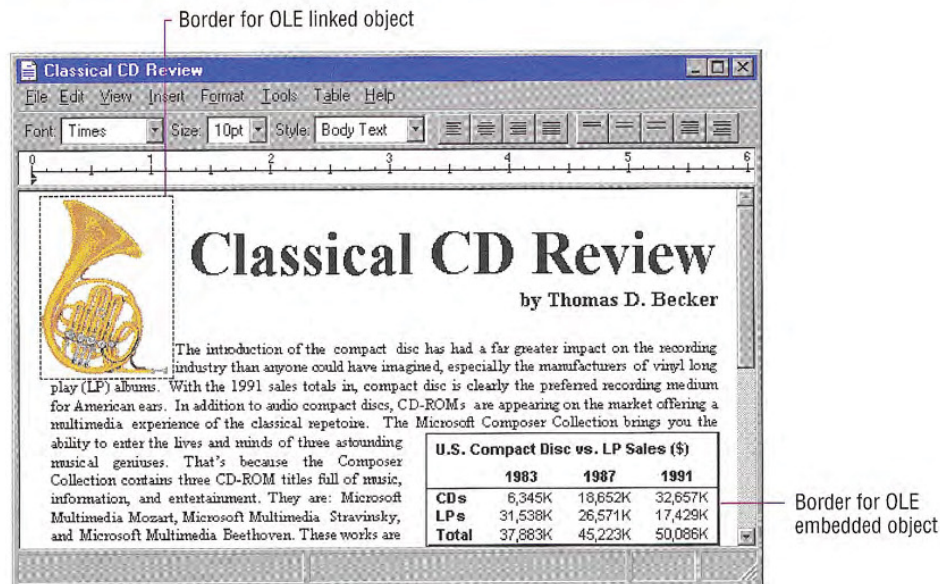 Border for OLE linked object
Classical CD Review
File Edit View Insert Format Tools Table Help
Font: Times Size: 10pt Style: Body Text
0 1 2 3 4 5 6
Classical CD Review
by Thomas D. Becker
The introduction of the compact disc has had a far greater impact on the recording
industry than anyone could have imagined, especially the manufacturers of vinyl long
play (LP) albums. With the 1991 sales totals in, compact disc is clearly the preferred recording medium
for American ears. In addition to audio compact discs, CD-ROMs are appearing on the market offering a
multimedia experience of the classical repetoire. The Microsoft Composer Collection brings you the
ability to enter the lives and minds of three astounding
musical geniuses. That's because the Composer
Collection contains three CD-ROM titles full of music,
information, and entertainment. They are: Microsoft
Multimedia Mozart, Microsoft Multimedia Stravinsky,
and Microsoft Multimedia Beethoven. These works are
U.S. Compact Disc vs. LP Sales ($)
1983 1987 1991
CDs 6,345K 18,652K 32,657K
LPs 31,538K 26,571K 17,429K
Total 37,883K 45,223K 50,086K
Border for OLE
embedded object